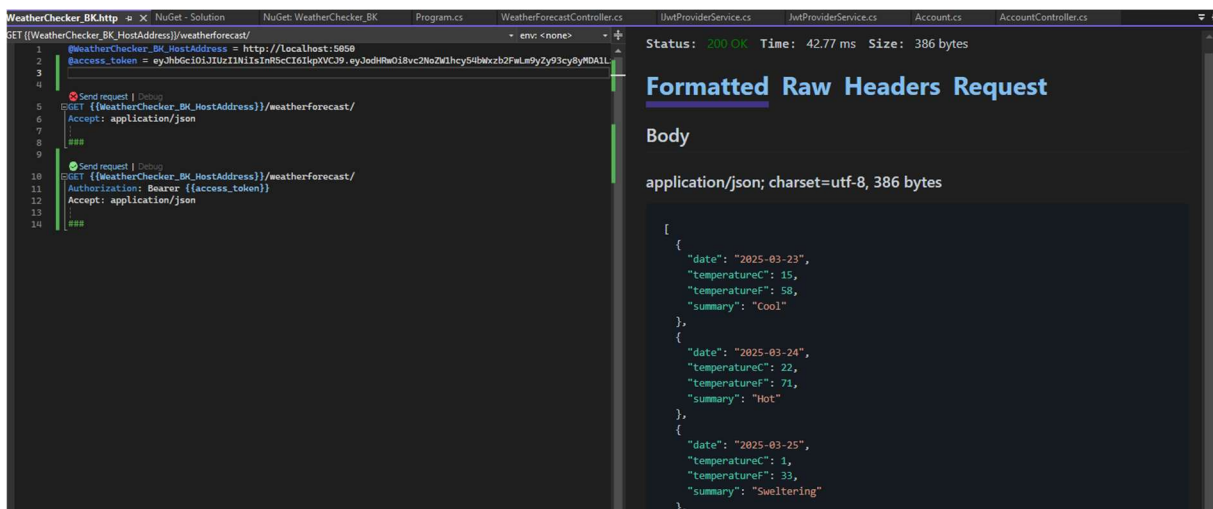 WeatherChecker_BK.http
NuGet - Solution
NuGet: WeatherChecker_BK
Program.cs
WeatherForecastController.cs
IJwtProviderService.cs
JwtProviderService.cs
Account.cs
AccountController.cs
GET {{WeatherChecker_BK_HostAddress}}/weatherforecast/
env: <none>
1 @WeatherChecker_BK_HostAddress = http://localhost:5050
2 @access_token =
3
4
Send request | Debug
5 GET {{WeatherChecker_BK_HostAddress}}/weatherforecast/
6 Accept: application/json
7
8 ###
9
Send request | Debug
10 GET {{WeatherChecker_BK_HostAddress}}/weatherforecast/
11 Authorization: Bearer {{access_token}}
12 Accept: application/json
13
14 ###
Status: 200 OK Time: 42.77 ms Size: 386 bytes
Formatted Raw Headers Request
Body
application/json; charset=utf-8, 386 bytes
[
{
"date": "2025-03-23",
"temperatureC": 15,
"temperatureF": 58,
"summary": "Cool"
},
{
"date": "2025-03-24",
"temperatureC": 22,
"temperatureF": 71,
"summary": "Hot"
},
{
"date": "2025-03-25",
"temperatureC": 1,
"temperatureF": 33,
"summary": "Sweltering"
}